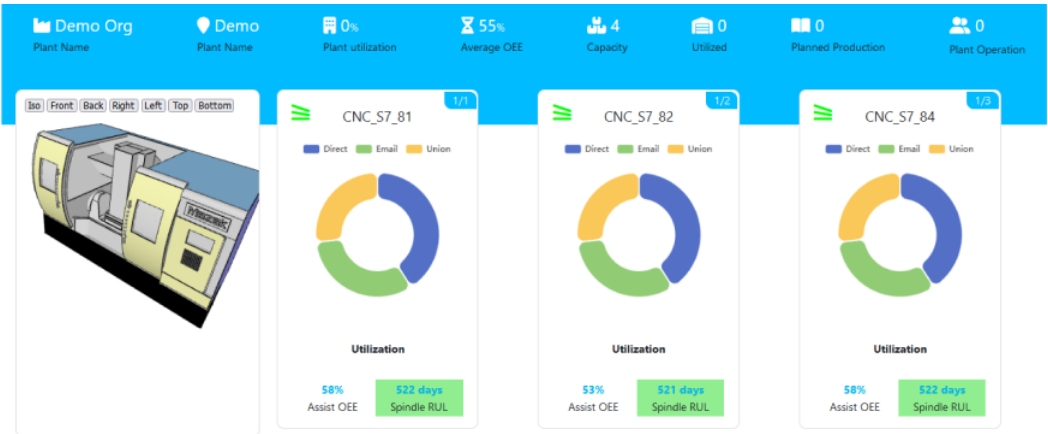 Demo Org
Plant Name
Demo
Plant Name
0%
Plant utilization
55%
Average OEE
4
Capacity
0
Utilized
0
Planned Production
0
Plant Operation
Iso Front Back Right Left Top Bottom
Mazak
1/1
CNC_S7_81
Direct Email Union
Utilization
58%
Assist OEE
522 days
Spindle RUL
1/2
CNC_S7_82
Direct Email Union
Utilization
53%
Assist OEE
521 days
Spindle RUL
1/3
CNC_S7_84
Direct Email Union
Utilization
58%
Assist OEE
522 days
Spindle RUL